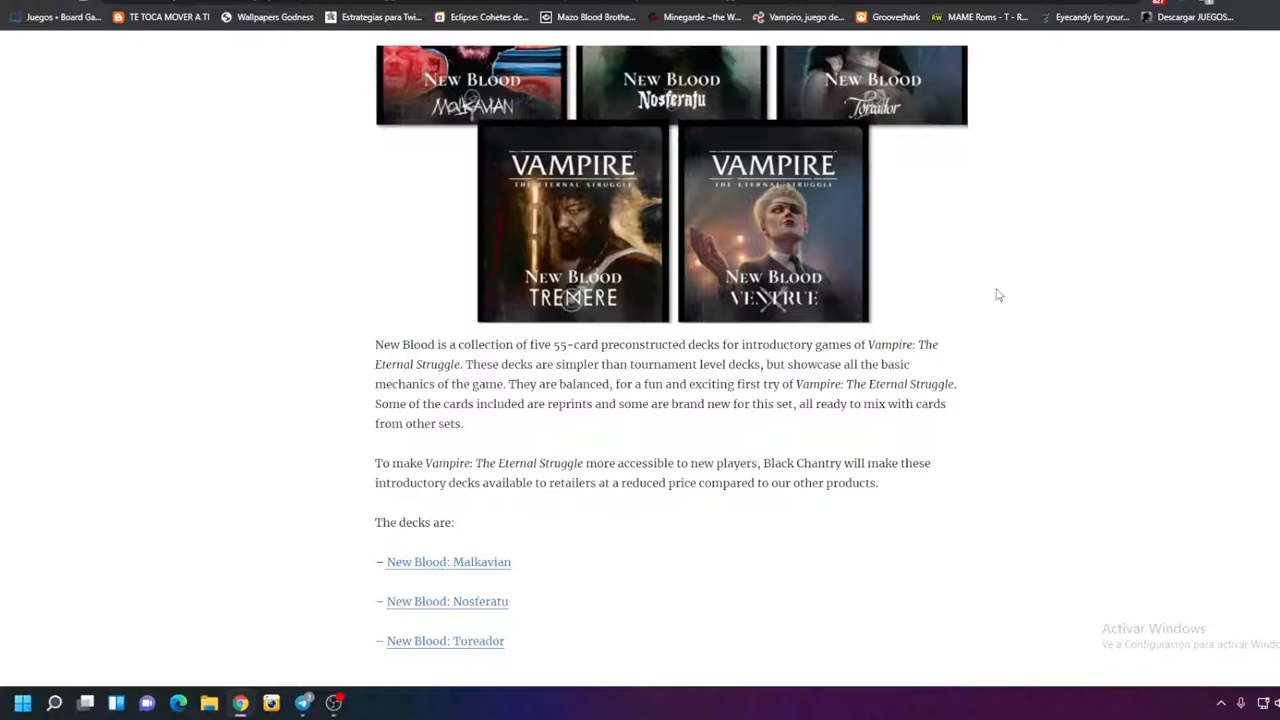 Juegos • Board Ga...
TE TOCA MOVER A TI
Wallpapers Godness
Estrategias para Twi...
Eclipse: Cohetes de...
Mazo Blood Brothe...
Minegarde ~the W...
Vampiro, juego de...
Grooveshark
MAME Roms - T - R...
Eyecandy for your...
Descargar JUEGOS...
27
NEW BLOOD
MALKAVIAN
NEW BLOOD
Nosferatu
NEW BLOOD
Toreador
VAMPIRE
THE ETERNAL STRUGGLE
NEW BLOOD
TREMERE
VAMPIRE
THE ETERNAL STRUGGLE
NEW BLOOD
VENTRUE
New Blood is a collection of five 55-card preconstructed decks for introductory games of Vampire: The
Eternal Struggle. These decks are simpler than tournament level decks, but showcase all the basic
mechanics of the game. They are balanced, for a fun and exciting first try of Vampire: The Eternal Struggle.
Some of the cards included are reprints and some are brand new for this set, all ready to mix with cards
from other sets.
To make Vampire: The Eternal Struggle more accessible to new players, Black Chantry will make these
introductory decks available to retailers at a reduced price compared to our other products.
The decks are:
– New Blood: Malkavian
– New Blood: Nosferatu
– New Blood: Toreador
Activar Windows
Ve a Configuración para activar Windo